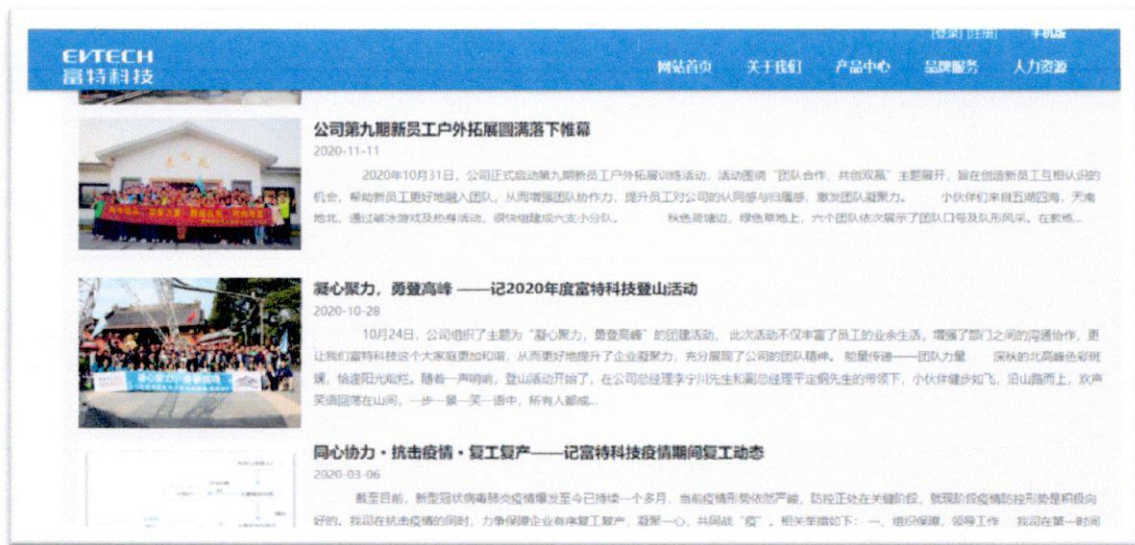 [登录] [注册] 手机版
EVTECH
富特科技
网站首页 关于我们 产品中心 品牌服务 人力资源
公司第九期新员工户外拓展圆满落下帷幕
2020-11-11
2020年10月31日，公司正式启动第九期新员工户外拓展训练活动，活动围绕“团队合作、共创双赢”主题展开，旨在创造新员工互相认识的
机会，帮助新员工更好地融入团队，从而增强团队协作力，提升员工对公司的认同感与归属感，激发团队凝聚力。 小伙伴们来自五湖四海，天南
地北，通过破冰游戏及热身活动，很快组建成六支小分队。 秋色荷塘边，绿色草地上，六个团队依次展示了团队口号及队形风采。在教练...
凝心聚力，勇登高峰 ——记2020年度富特科技登山活动
2020-10-28
10月24日，公司组织了主题为“凝心聚力，勇登高峰”的团建活动，此次活动不仅丰富了员工的业余生活，增强了部门之间的沟通协作，更
让我们富特科技这个大家庭更加和谐，从而更好地提升了企业凝聚力，充分展现了公司的团队精神。 能量传递——团队力量 深秋的北高峰色彩斑
斓，恰逢阳光灿烂。随着一声哨响，登山活动开始了，在公司总经理李宁川先生和副总经理平定钢先生的带领下，小伙伴健步如飞，沿山路而上，欢声
笑语回荡在山间，一步一景一笑一语中，所有人都成...
同心协力·抗击疫情·复工复产——记富特科技疫情期间复工动态
2020-03-06
截至目前，新型冠状病毒肺炎疫情爆发至今已持续一个多月，当前疫情形势依然严峻，防控正处在关键阶段，就现阶段疫情防控形势是积极向
好的。我司在抗击疫情的同时，力争保障企业有序复工复产，凝聚一心，共同战“疫”。相关举措如下： 一、组织保障，领导工作 我司在第一时间